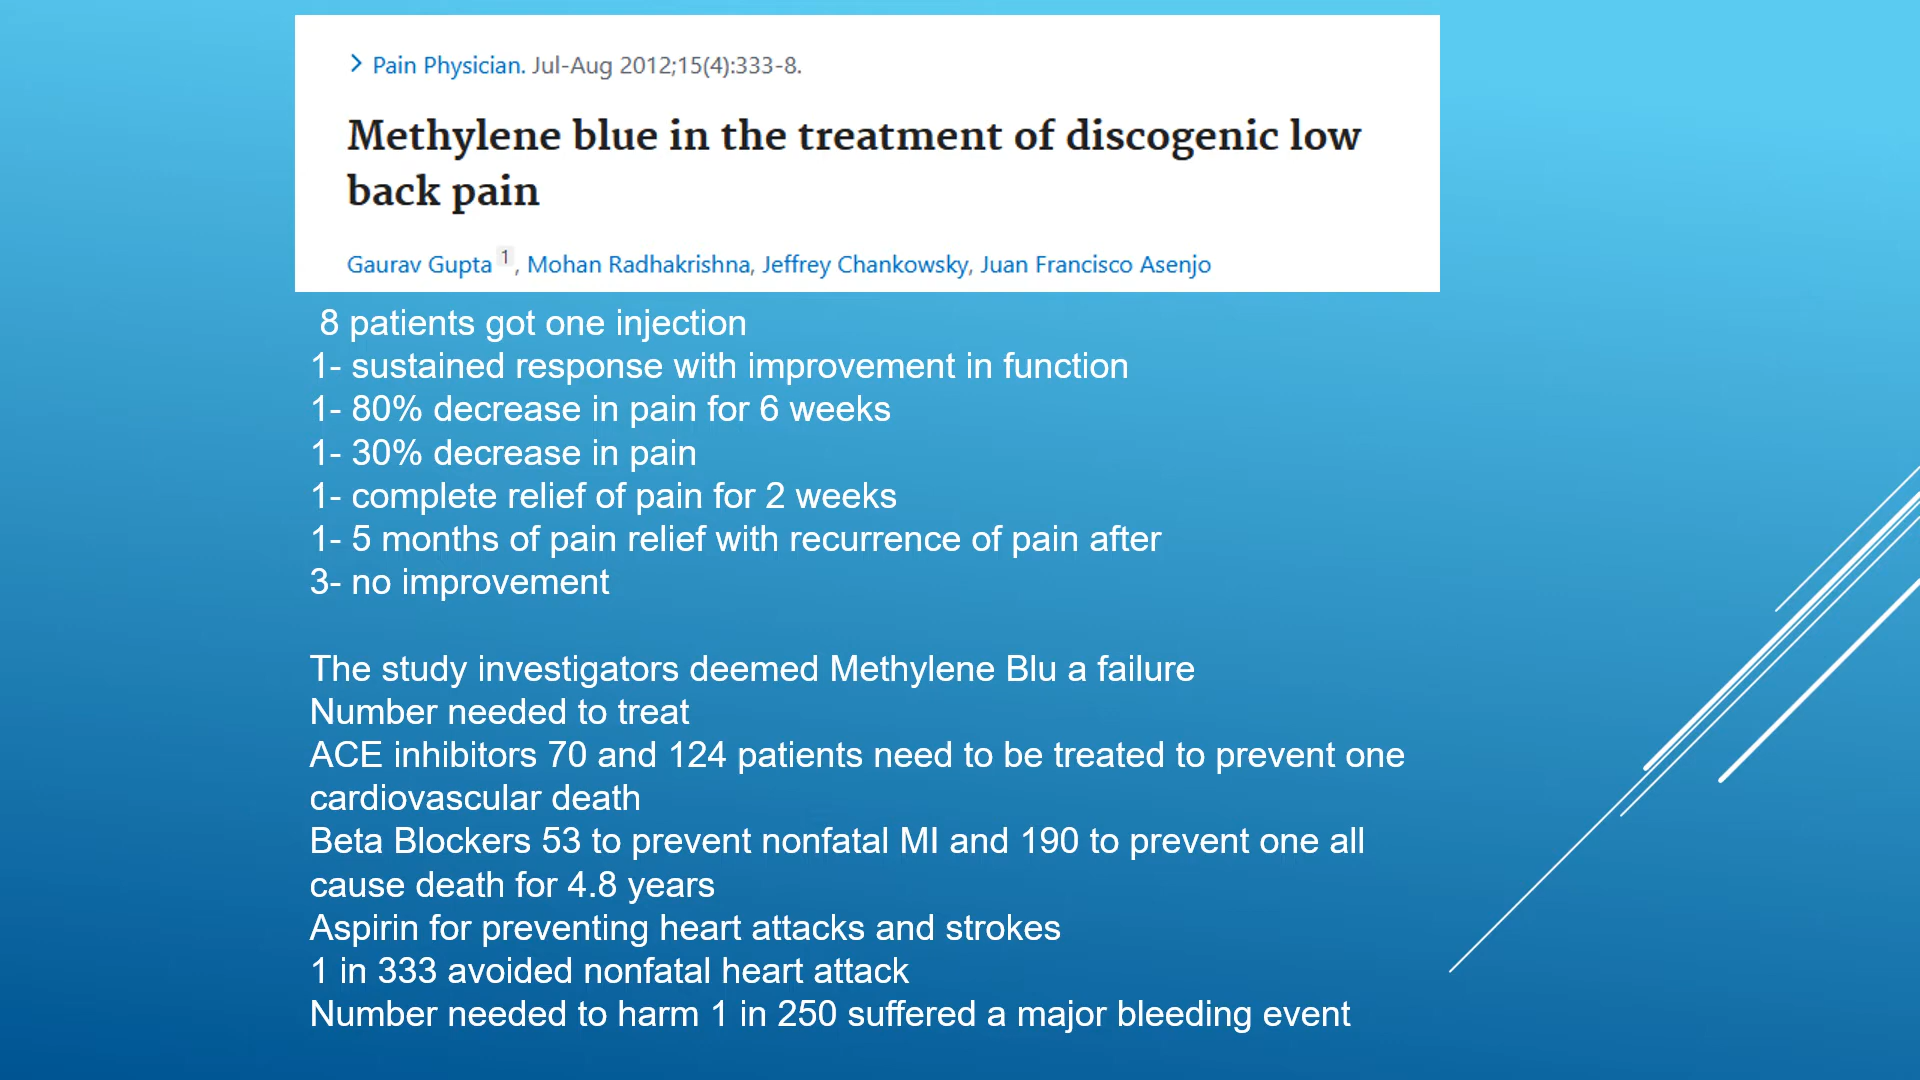 > Pain Physician. Jul-Aug 2012;15(4):333-8.
Methylene blue in the treatment of discogenic low
back pain
Gaurav Gupta 1, Mohan Radhakrishna, Jeffrey Chankowsky, Juan Francisco Asenjo
8 patients got one injection
1- sustained response with improvement in function
1- 80% decrease in pain for 6 weeks
1- 30% decrease in pain
1- complete relief of pain for 2 weeks
1- 5 months of pain relief with recurrence of pain after
3- no improvement
The study investigators deemed Methylene Blu a failure
Number needed to treat
ACE inhibitors 70 and 124 patients need to be treated to prevent one
cardiovascular death
Beta Blockers 53 to prevent nonfatal MI and 190 to prevent one all
cause death for 4.8 years
Aspirin for preventing heart attacks and strokes
1 in 333 avoided nonfatal heart attack
Number needed to harm 1 in 250 suffered a major bleeding event